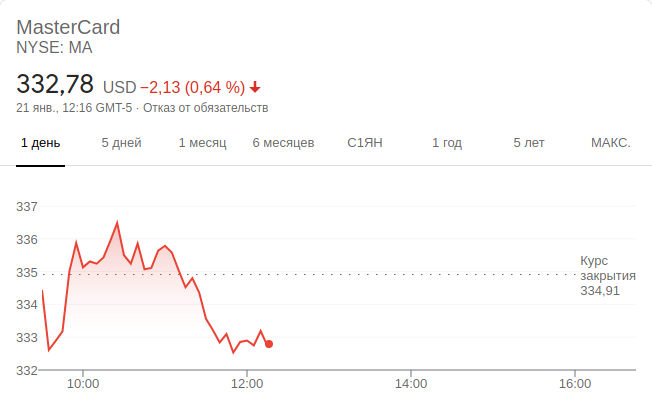 MasterCard
NYSE: MA
332,78 USD −2,13 (0,64 %)
21 янв., 12:16 GMT-5 · Отказ от обязательств
1 день 5 дней 1 месяц 6 месяцев С1ЯН 1 год 5 лет МАКС.
337
336
335
334
333
332
Курс
закрытия
334,91
10:00 12:00 14:00 16:00